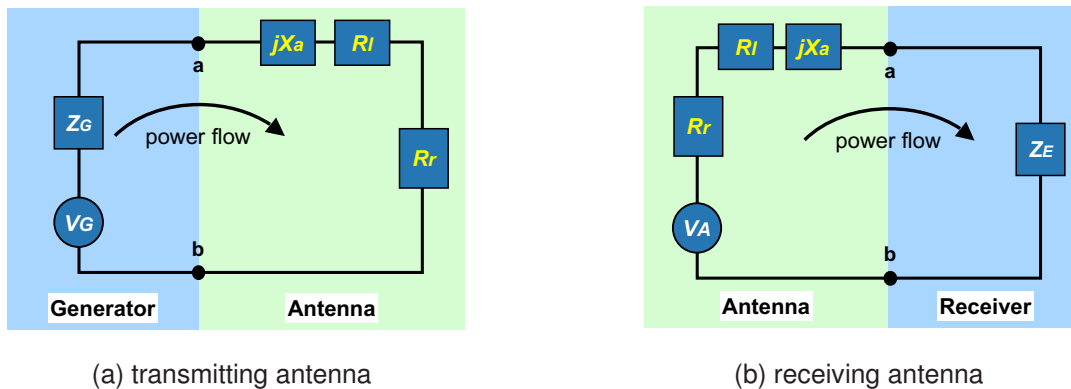 jXa Rl
a
ZG
power flow
Rr
VG
b
Generator Antenna
(a) transmitting antenna
Rl jXa
a
Rr
power flow
ZE
VA
b
Antenna Receiver
(b) receiving antenna